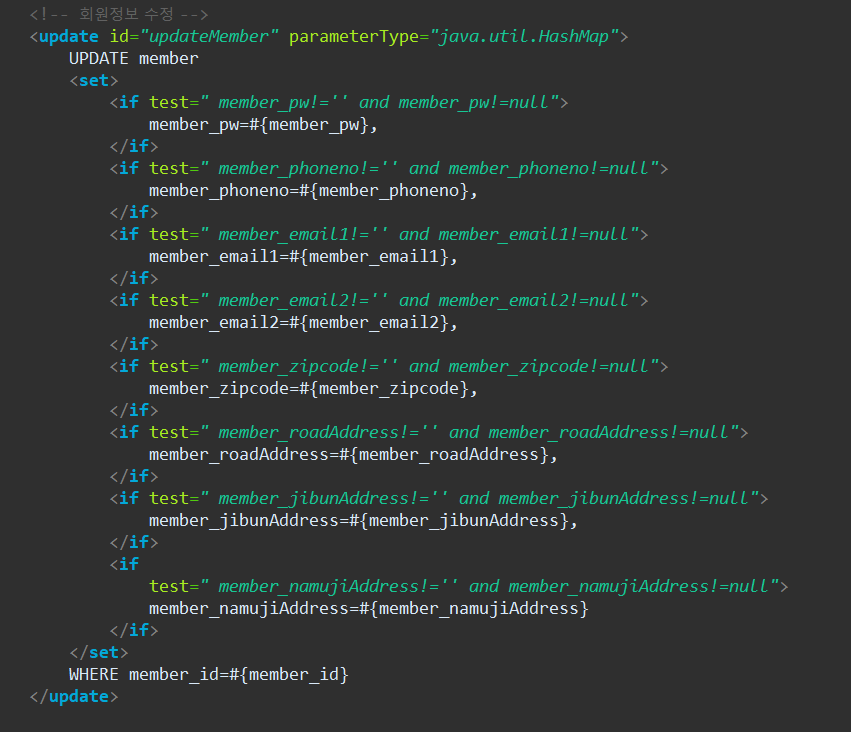 <!-- 회원정보 수정 -->
<update id="updateMember" parameterType="java.util.HashMap">
UPDATE member
<set>
<if test=" member_pw!='' and member_pw!=null">
member_pw=#{member_pw},
</if>
<if test=" member_phoneno!='' and member_phoneno!=null">
member_phoneno=#{member_phoneno},
</if>
<if test=" member_email1!='' and member_email1!=null">
member_email1=#{member_email1},
</if>
<if test=" member_email2!='' and member_email2!=null">
member_email2=#{member_email2},
</if>
<if test=" member_zipcode!='' and member_zipcode!=null">
member_zipcode=#{member_zipcode},
</if>
<if test=" member_roadAddress!='' and member_roadAddress!=null">
member_roadAddress=#{member_roadAddress},
</if>
<if test=" member_jibunAddress!='' and member_jibunAddress!=null">
member_jibunAddress=#{member_jibunAddress},
</if>
<if
test=" member_namujiAddress!='' and member_namujiAddress!=null">
member_namujiAddress=#{member_namujiAddress}
</if>
</set>
WHERE member_id=#{member_id}
</update>